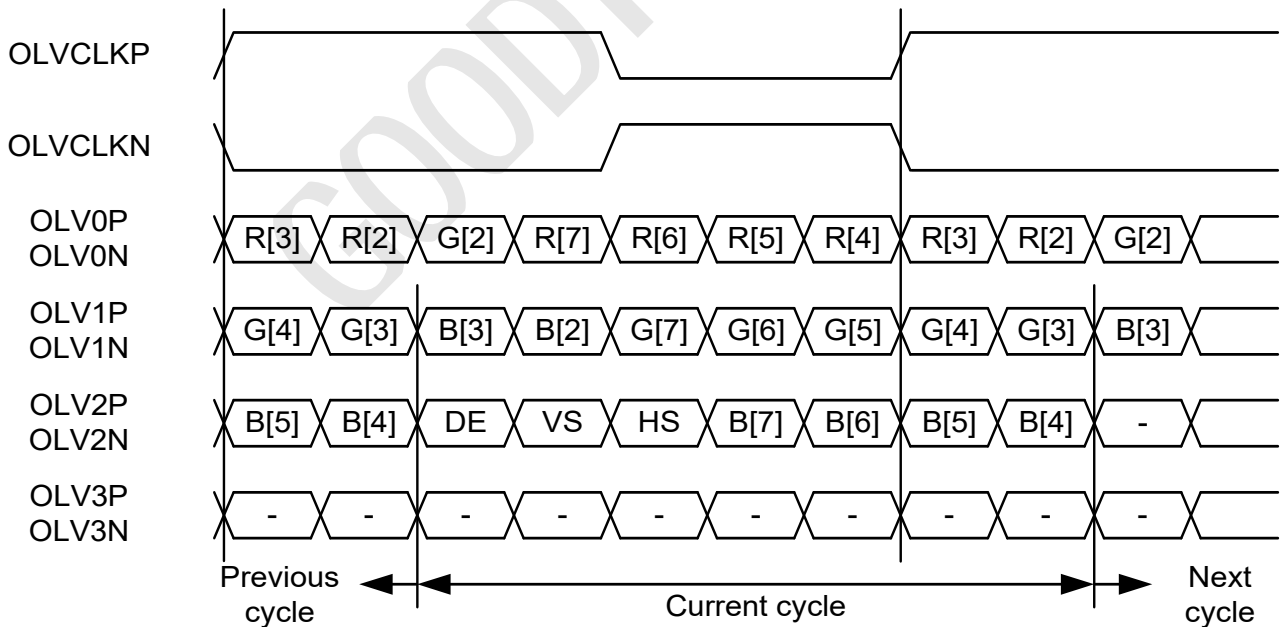 OLVCLKP
OLVCLKN
OLV0P
OLV0N
R[3] R[2] G[2] R[7] R[6] R[5] R[4] R[3] R[2] G[2]
OLV1P
OLV1N
G[4] G[3] B[3] B[2] G[7] G[6] G[5] G[4] G[3] B[3]
OLV2P
OLV2N
B[5] B[4] DE VS HS B[7] B[6] B[5] B[4] -
OLV3P
OLV3N
- - - - - - - - - -
Previous
cycle
Current cycle
Next
cycle